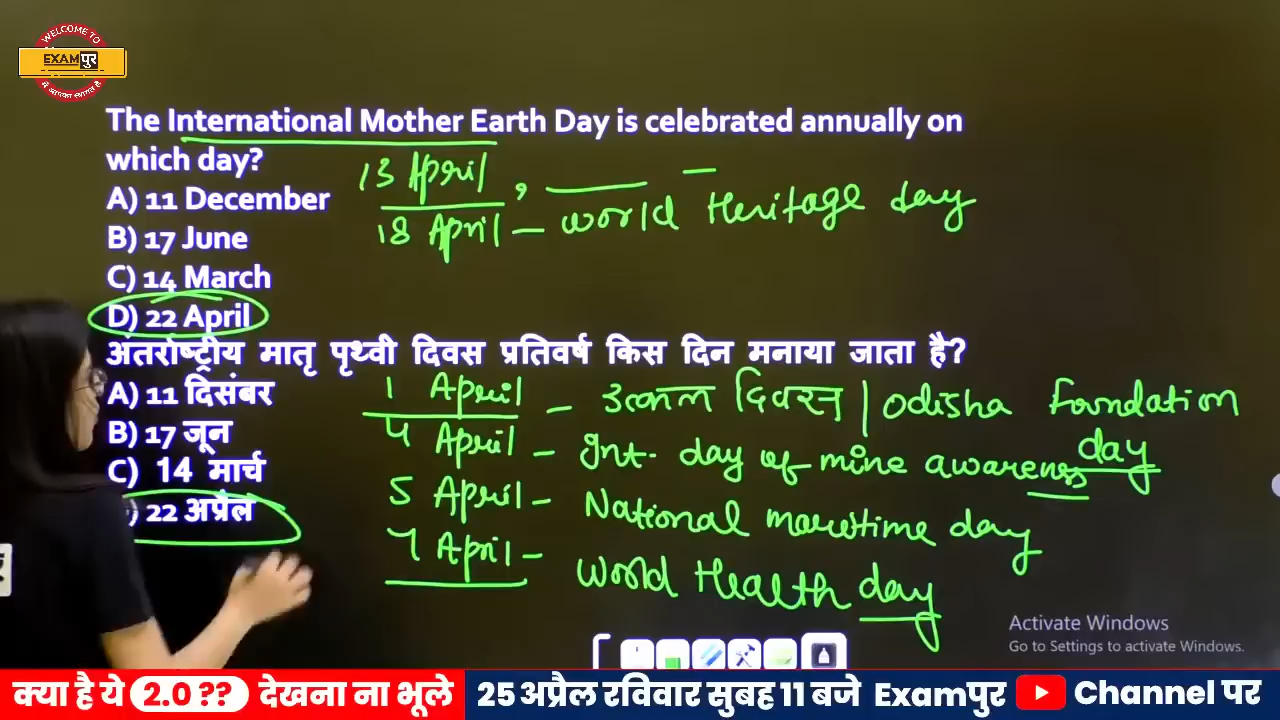 WELCOME TO
EXAMपुर
में आपका स्वागत है
The International Mother Earth Day is celebrated annually on
which day?
13 April,
A) 11 December
18 April - world Heritage day
B) 17 June
C) 14 March
D) 22 April
अंतर्राष्ट्रीय मातृ पृथ्वी दिवस प्रतिवर्ष किस दिन मनाया जाता है?
A) 11 दिसंबर
1 April - उत्कल दिवस | Odisha Foundation
day
B) 17 जून
4 April - Int. day of mine awareness
C) 14 मार्च
5 April - National maritime day
) 22 अप्रैल
7 April - world Health day
Activate Windows
Go to Settings to activate Windows.
क्या है ये 2.0 ?? देखना ना भूले 25 अप्रैल रविवार सुबह 11 बजे Examपुर Channel पर